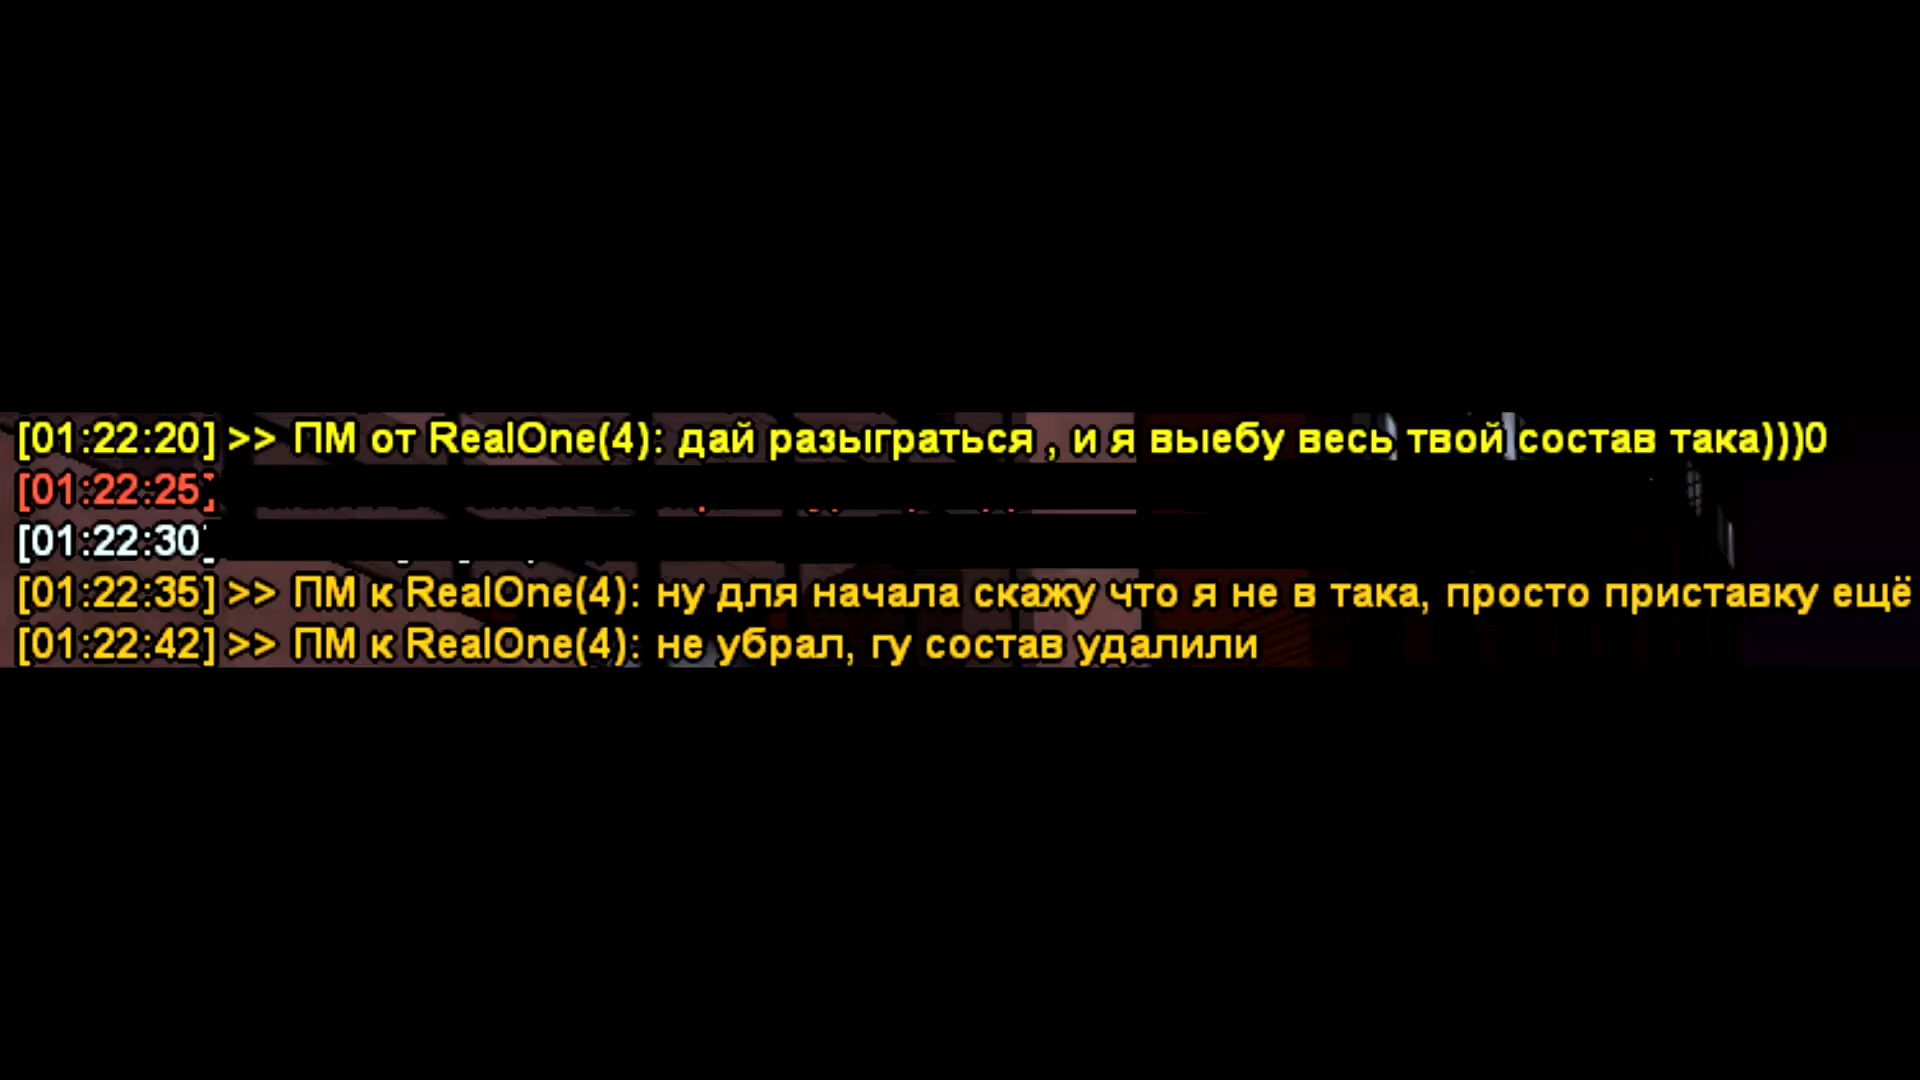 [01:22:20] >> ПМ от RealOne(4): дай разыграться , и я выебу весь твой состав така)))0
[01:22:25]
[01:22:30]
[01:22:35] >> ПМ к RealOne(4): ну для начала скажу что я не в така, просто приставку ещё
[01:22:42] >> ПМ к RealOne(4): не убрал, гу состав удалили